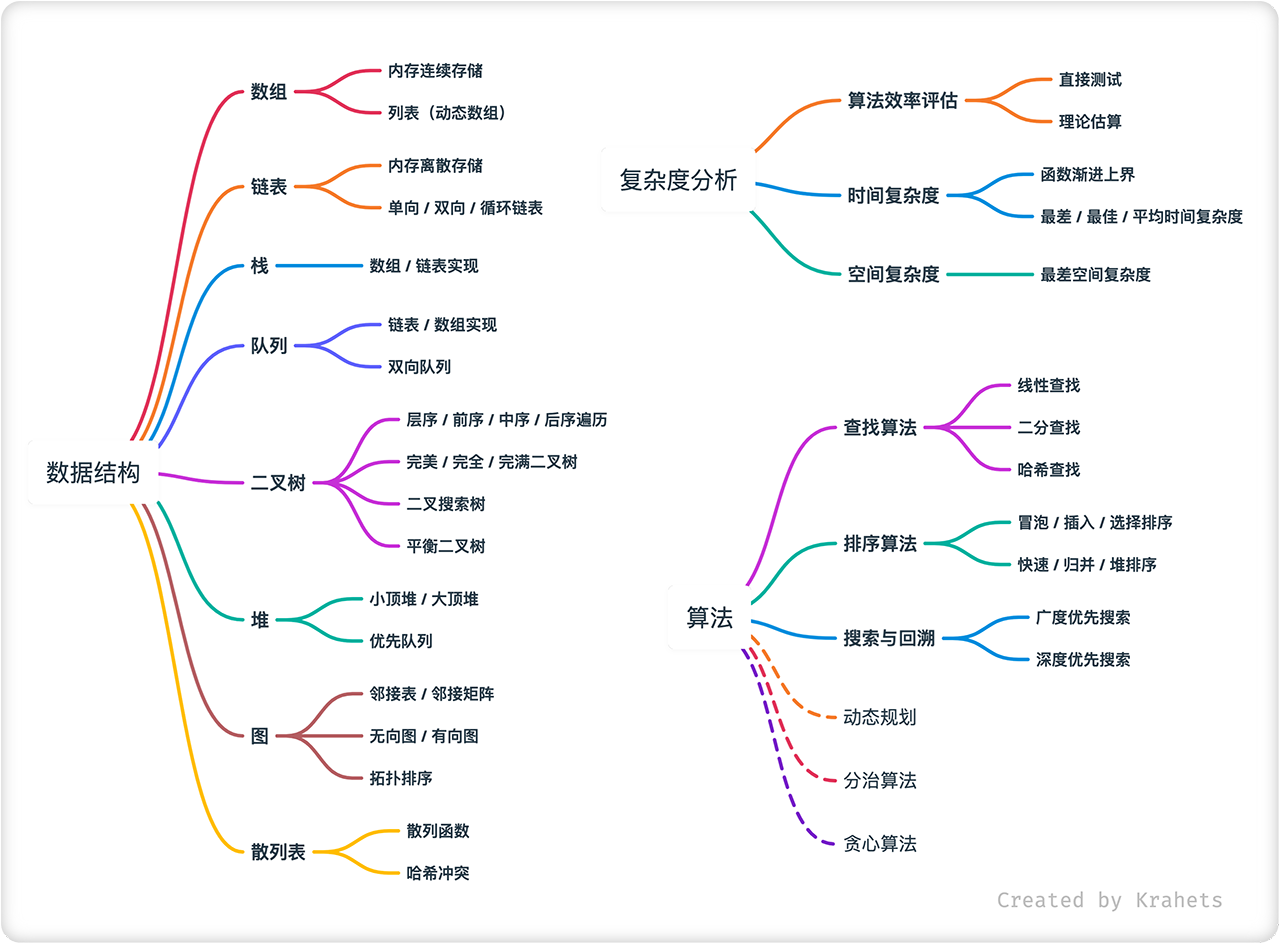 数据结构
数组
内存连续存储
列表（动态数组）
链表
内存离散存储
单向 / 双向 / 循环链表
栈
数组 / 链表实现
队列
链表 / 数组实现
双向队列
二叉树
层序 / 前序 / 中序 / 后序遍历
完美 / 完全 / 完满二叉树
二叉搜索树
平衡二叉树
堆
小顶堆 / 大顶堆
优先队列
图
邻接表 / 邻接矩阵
无向图 / 有向图
拓扑排序
散列表
散列函数
哈希冲突
复杂度分析
算法效率评估
直接测试
理论估算
时间复杂度
函数渐进上界
最差 / 最佳 / 平均时间复杂度
空间复杂度
最差空间复杂度
算法
查找算法
线性查找
二分查找
哈希查找
排序算法
冒泡 / 插入 / 选择排序
快速 / 归并 / 堆排序
搜索与回溯
广度优先搜索
深度优先搜索
动态规划
分治算法
贪心算法
Created by Krahets